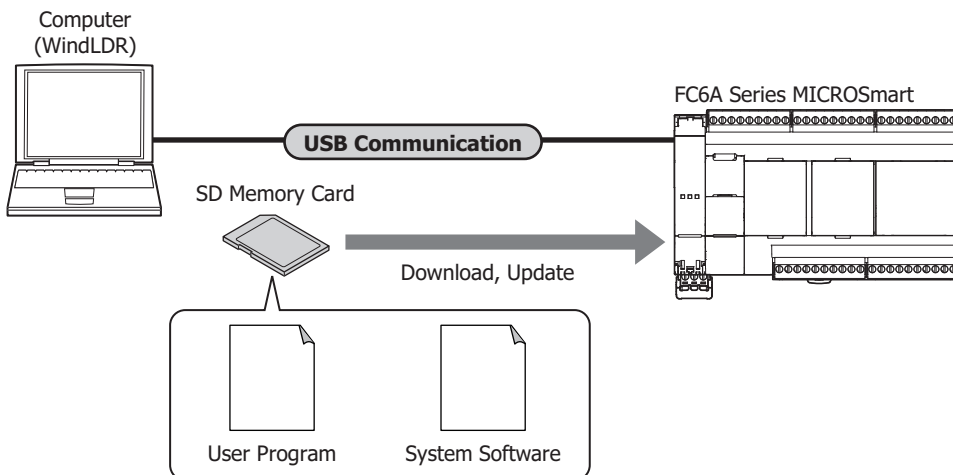 Computer
(WindLDR)
FC6A Series MICROSmart
USB Communication
SD Memory Card
Download, Update
User Program
System Software